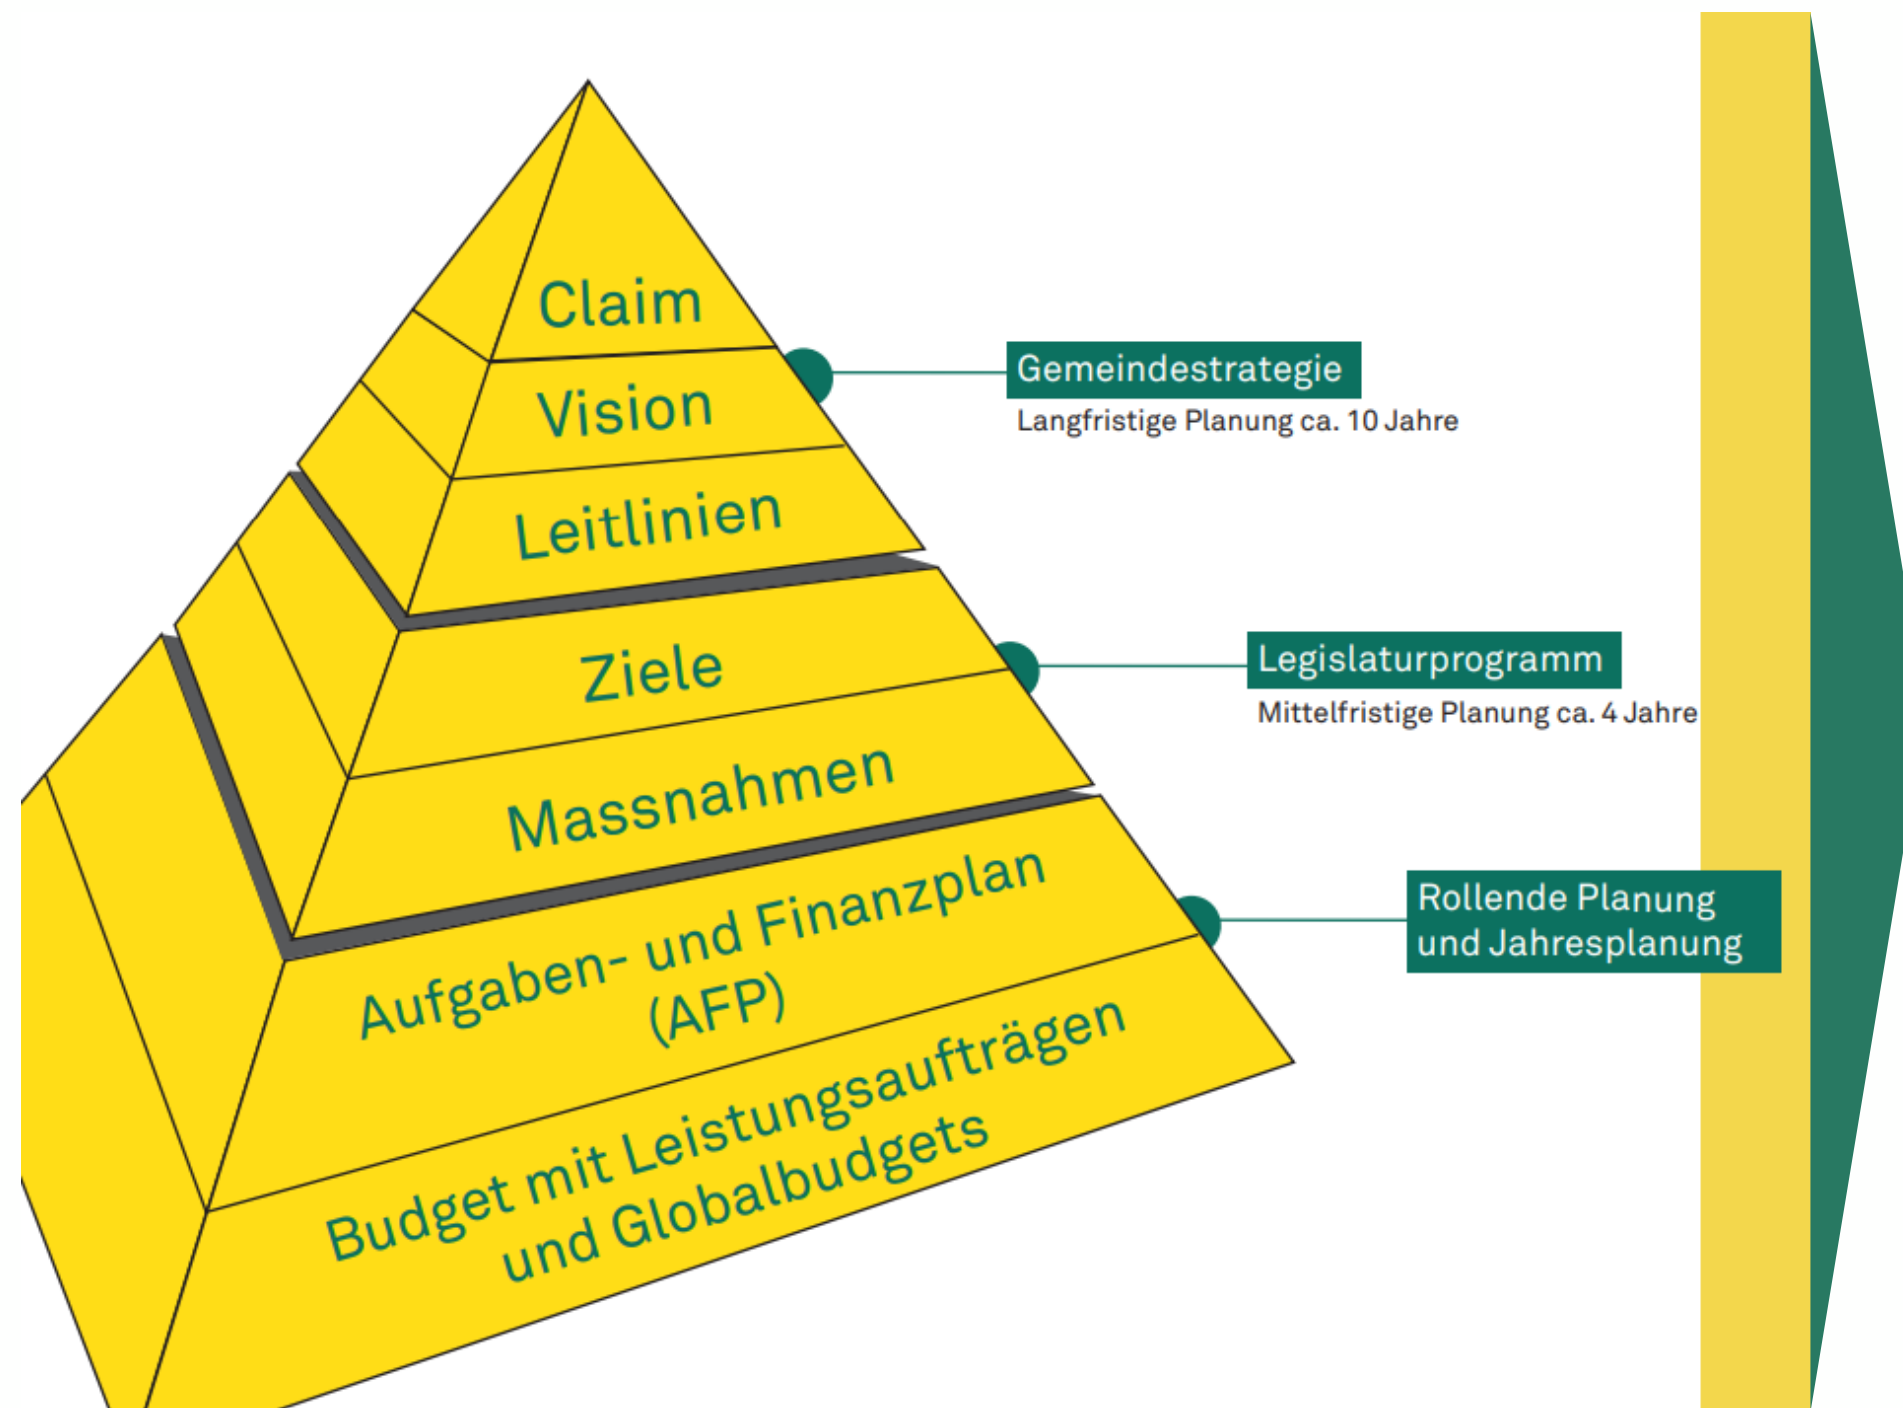 Claim
Vision
Leitlinien
Gemeindestrategie
Langfristige Planung ca. 10 Jahre
Ziele
Massnahmen
Legislaturprogramm
Mittelfristige Planung ca. 4 Jahre
Aufgaben- und Finanzplan
(AFP)
Budget mit Leistungsaufträgen
und Globalbudgets
Rollende Planung
und Jahresplanung